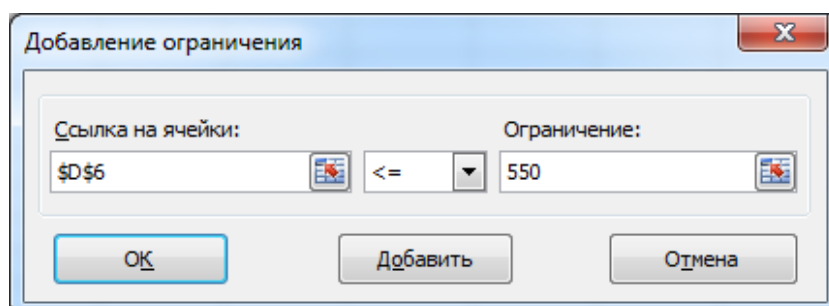 Добавление ограничения
Ссылка на ячейки:
Ограничение:
$D$6
<=
550
ОК
Добавить
Отмена